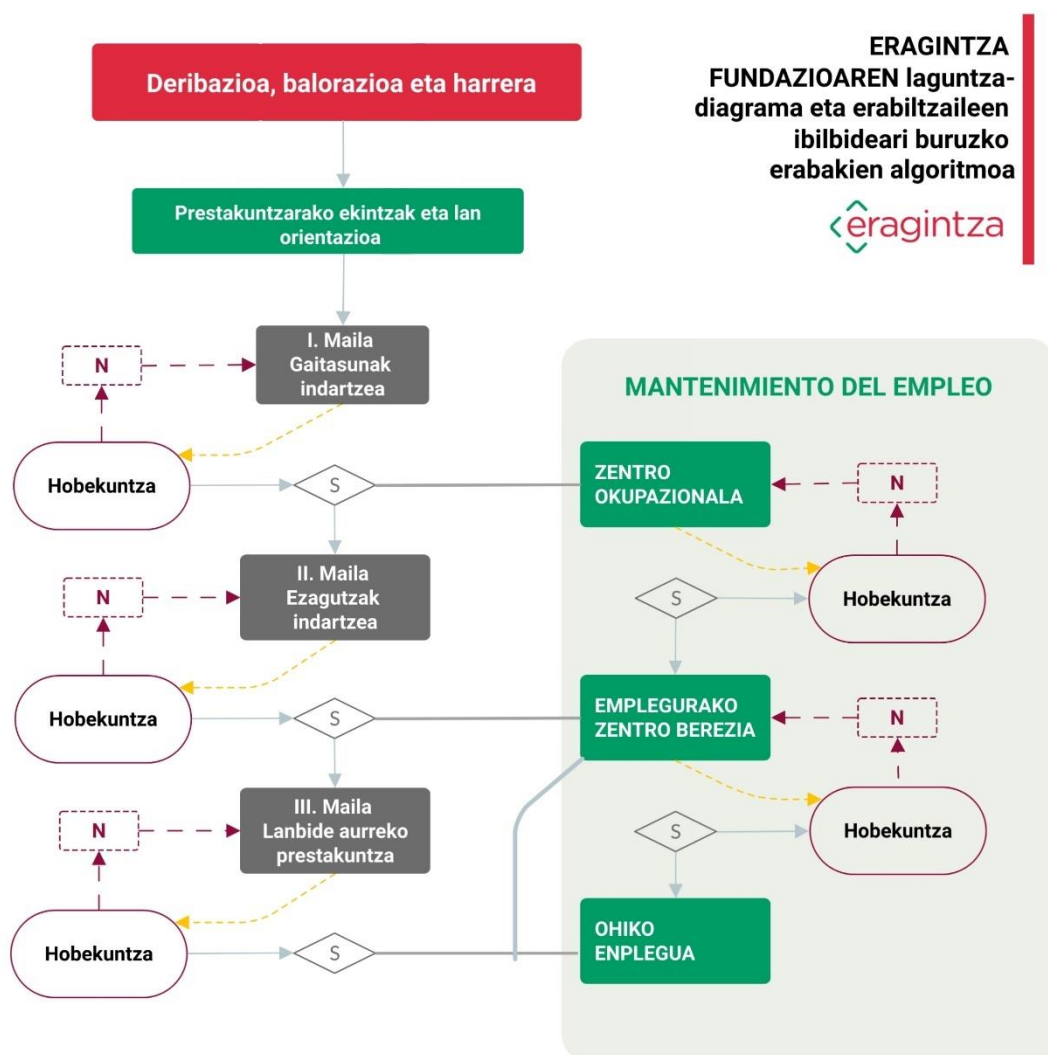 Deribazioa, balorazioa eta harrera
ERAGINTZA
FUNDAZIOAREN laguntza-
diagrama eta erabiltzaileen
ibilbideari buruzko
erabakien algoritmoa
eragintza
Prestakuntzarako ekintzak eta lan
orientazioa
I. Maila
Gaitasunak
indartzea
N
Hobekuntza
S
II. Maila
Ezagutzak
indartzea
N
Hobekuntza
S
III. Maila
Lanbide aurreko
prestakuntza
N
Hobekuntza
S
MANTENIMIENTO DEL EMPLEO
ZENTRO
OKUPAZIONALA
N
Hobekuntza
S
EMPLEGURAKO
ZENTRO BEREZIA
N
Hobekuntza
S
OHIKO
ENPLEGUA